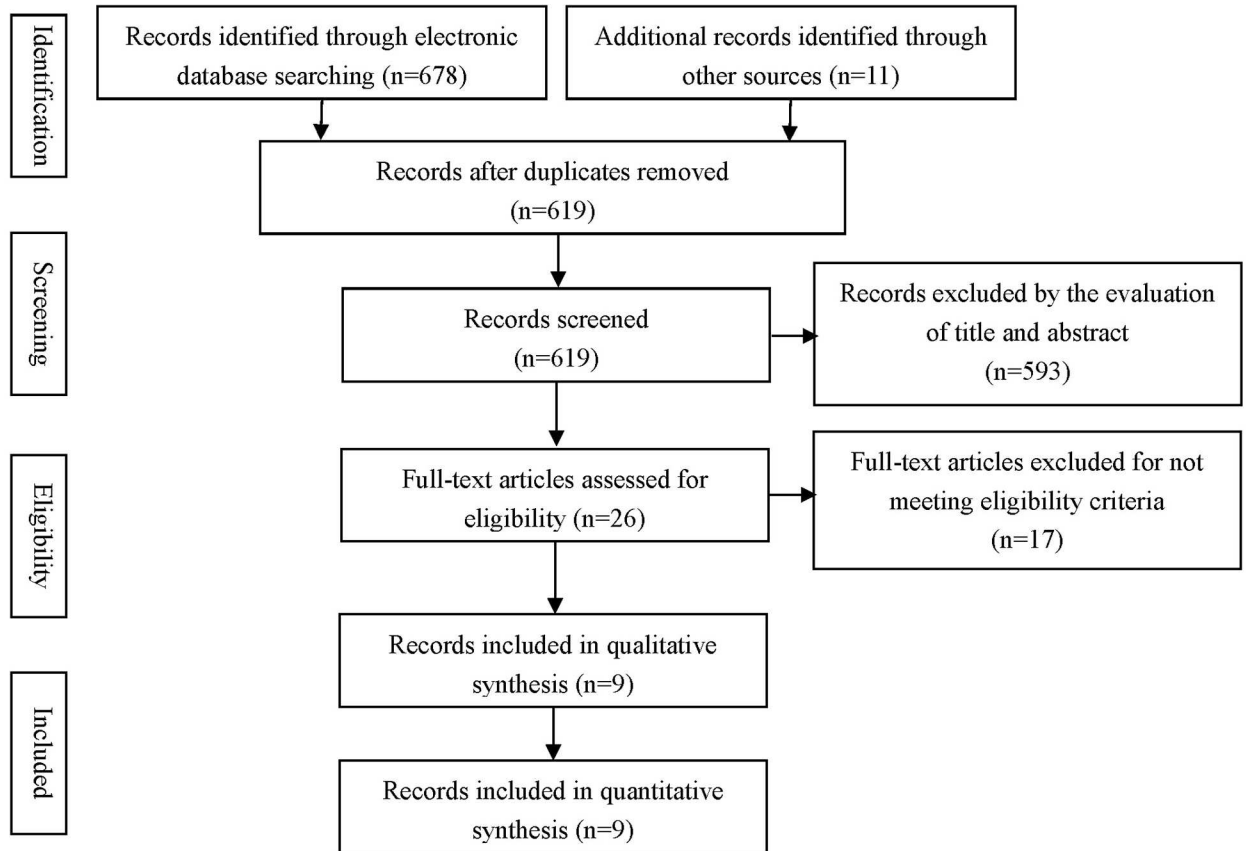 Identification
Records identified through electronic
database searching (n=678)
Additional records identified through
other sources (n=11)
Records after duplicates removed
(n=619)
Screening
Records screened
(n=619)
Records excluded by the evaluation
of title and abstract
(n=593)
Eligibility
Full-text articles assessed for
eligibility (n=26)
Full-text articles excluded for not
meeting eligibility criteria
(n=17)
Records included in qualitative
synthesis (n=9)
Included
Records included in quantitative
synthesis (n=9)